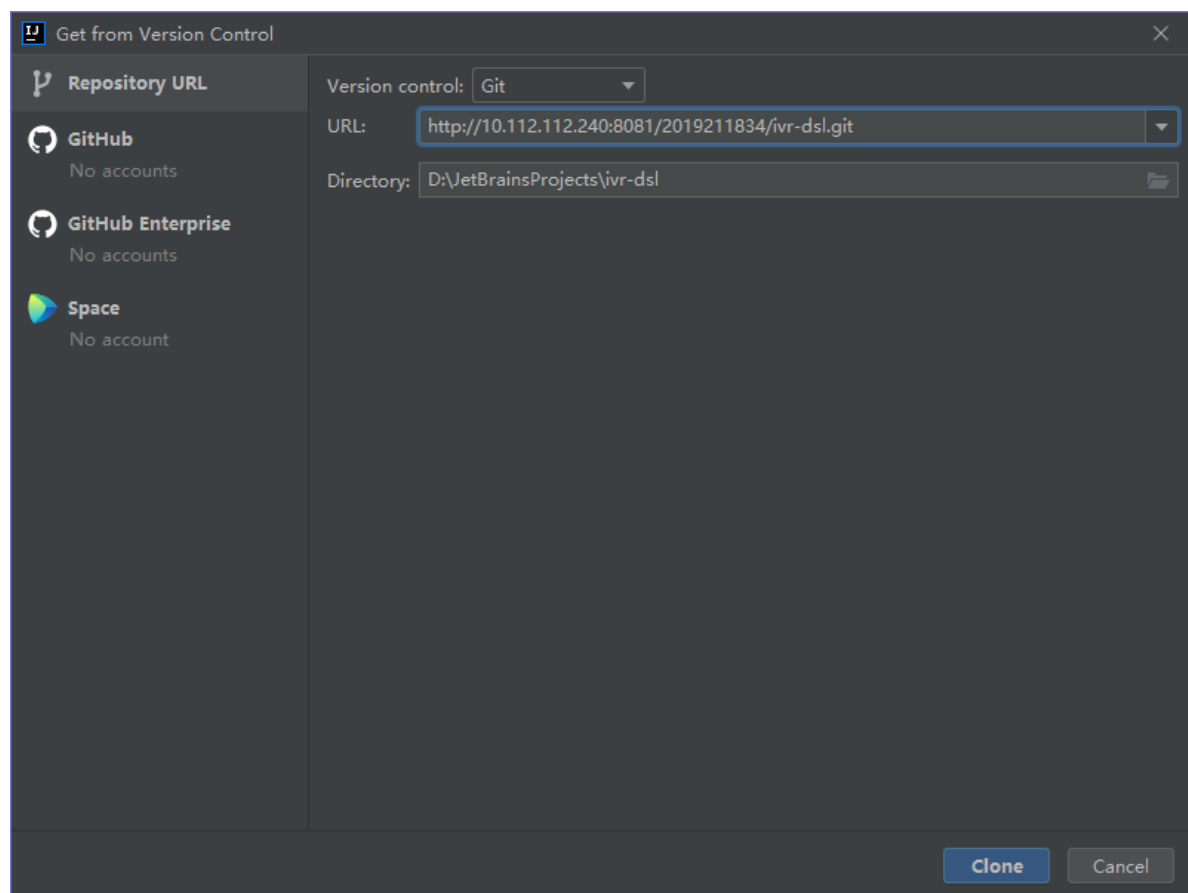 Get from Version Control
Repository URL
GitHub
No accounts
GitHub Enterprise
No accounts
Space
No account
Version control: Git
URL: http://10.112.112.240:8081/2019211834/ivr-dsl.git
Directory: D:\JetBrainsProjects\ivr-dsl
Clone Cancel